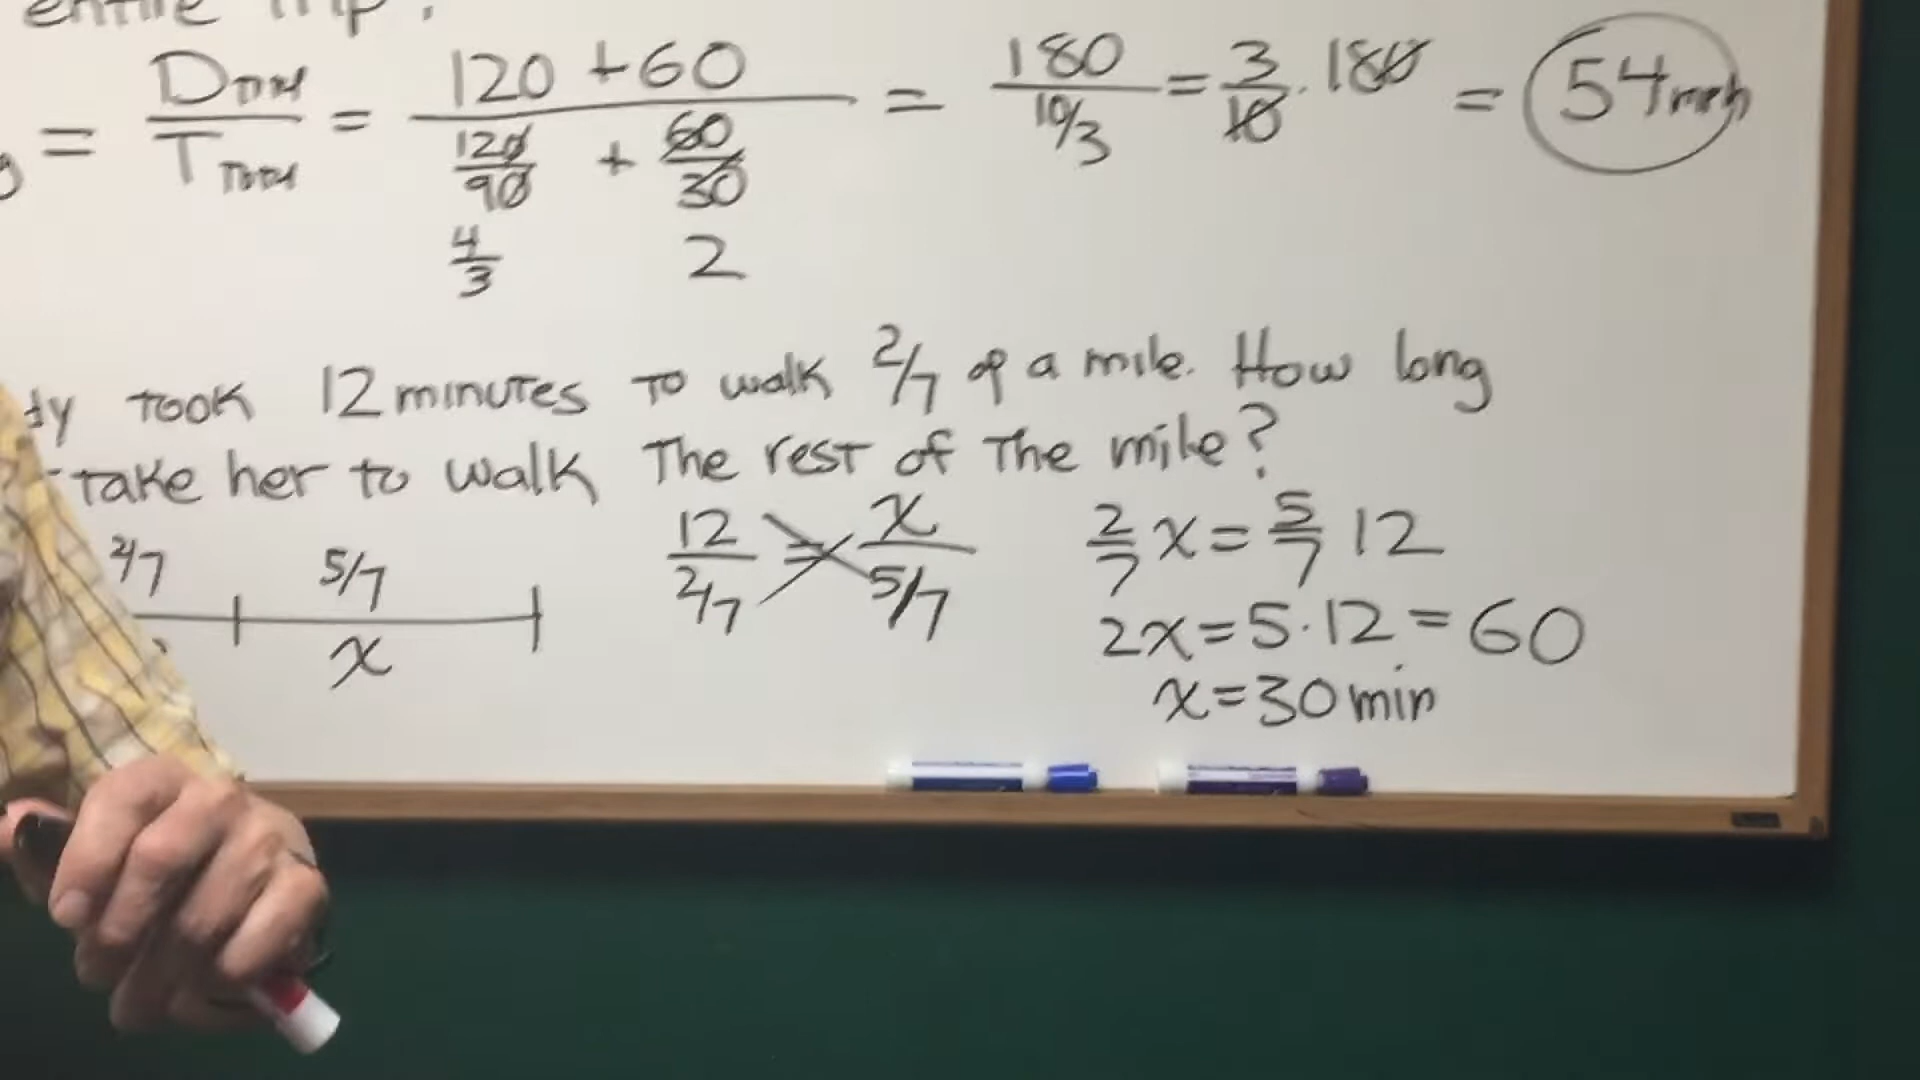 entire Trip?
= D Total / T Total = 120 + 60 / 120/90 + 60/30 = 180 / 10/3 = 3/10 · 180 = 54 mph
4/3 2
dy took 12 minutes to walk 2/7 of a mile. How long
take her to walk The rest of The mile?
2/7 5/7
x
12 / 2/7 = x / 5/7
2/7 x = 5/7 12
2x = 5·12 = 60
x = 30 min